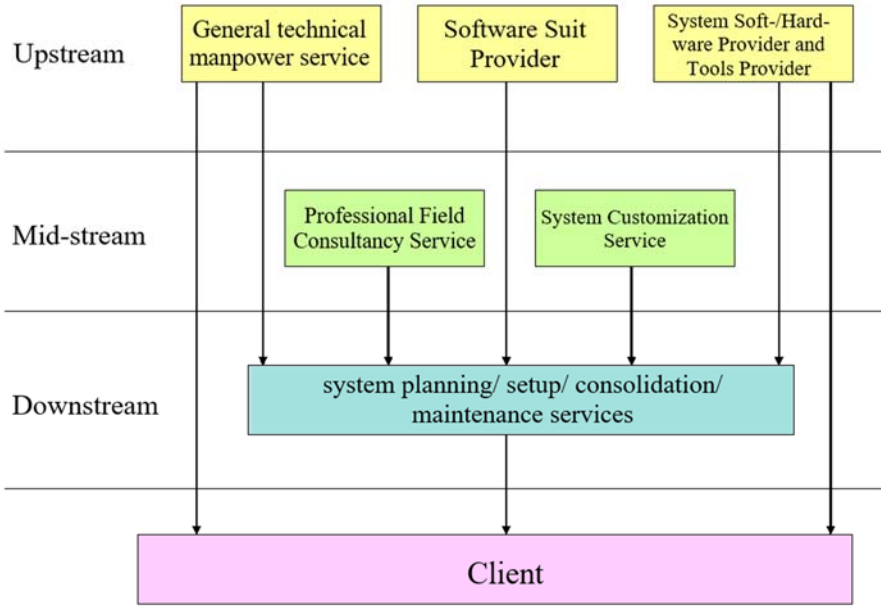 Upstream
General technical
manpower service
Software Suit
Provider
System Soft-/Hard-
ware Provider and
Tools Provider
Mid-stream
Professional Field
Consultancy Service
System Customization
Service
Downstream
system planning/ setup/ consolidation/
maintenance services
Client